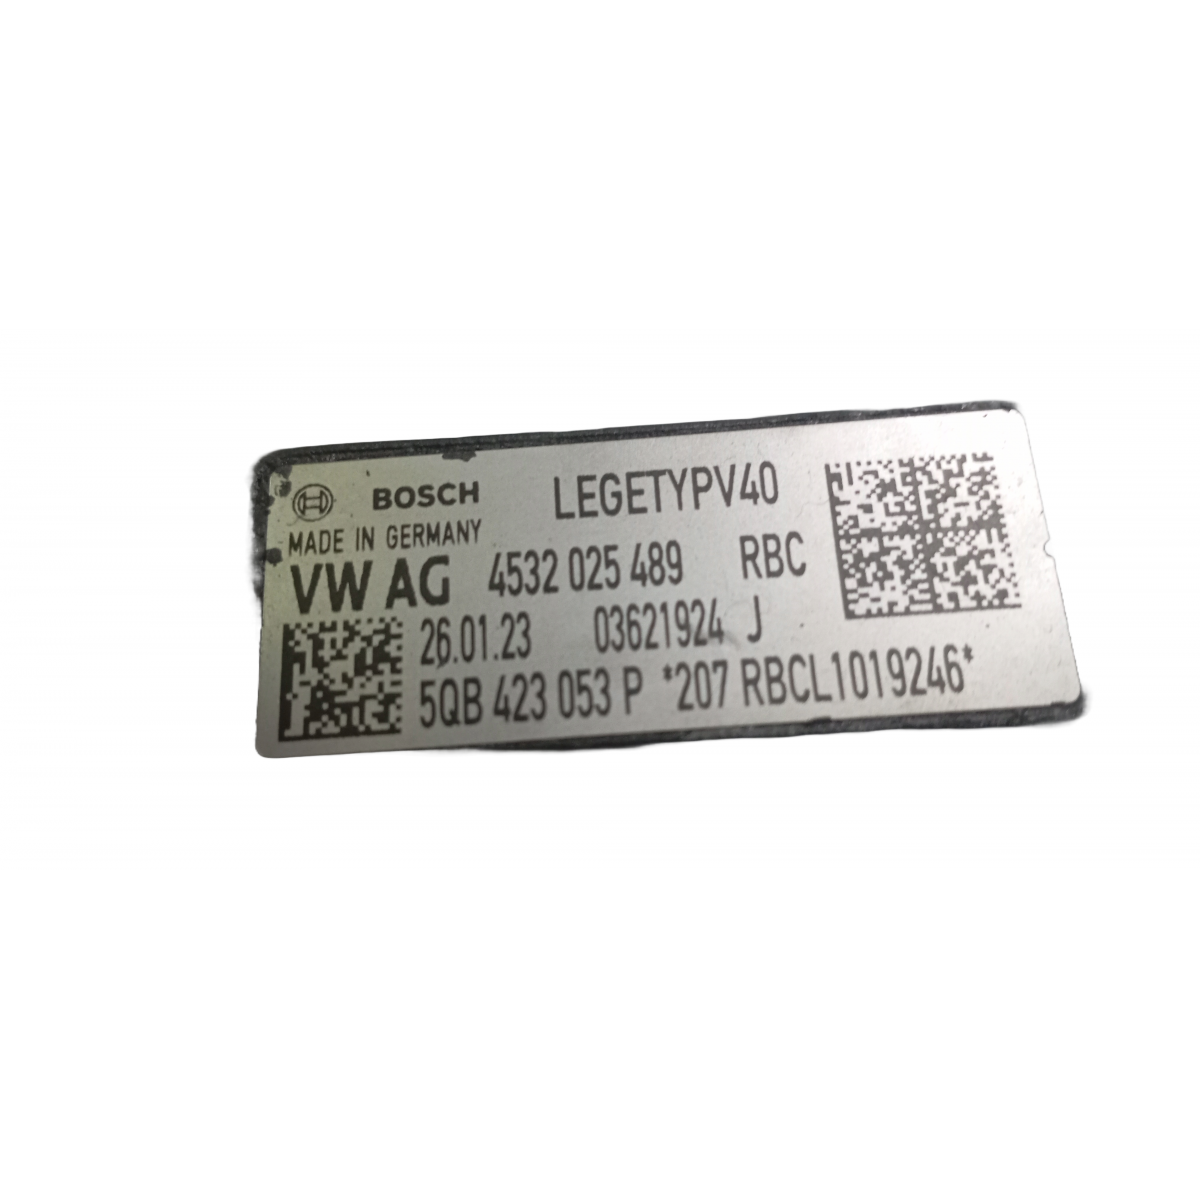 BOSCH LEGETYPV40
MADE IN GERMANY
VW AG 4532 025 489 RBC
26.01.23 03621924 J
5QB 423 053 P *207 RBCL1019246*